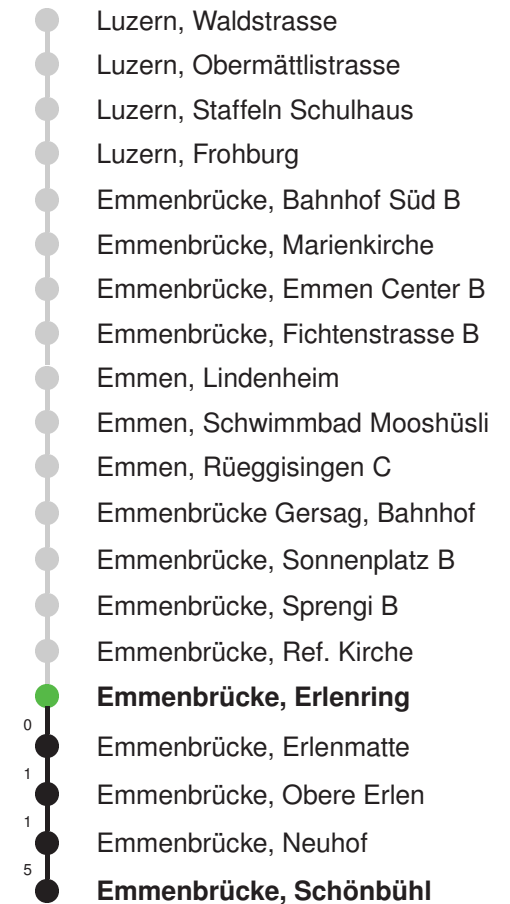 Luzern, Waldstrasse
Luzern, Obermättlistrasse
Luzern, Staffeln Schulhaus
Luzern, Frohburg
Emmenbrücke, Bahnhof Süd B
Emmenbrücke, Marienkirche
Emmenbrücke, Emmen Center B
Emmenbrücke, Fichtenstrasse B
Emmen, Lindenheim
Emmen, Schwimmbad Mooshüsli
Emmen, Rüeggisingen C
Emmenbrücke Gersag, Bahnhof
Emmenbrücke, Sonnenplatz B
Emmenbrücke, Sprengi B
Emmenbrücke, Ref. Kirche
Emmenbrücke, Erlenring
0
Emmenbrücke, Erlenmatte
1
Emmenbrücke, Obere Erlen
1
Emmenbrücke, Neuhof
5
Emmenbrücke, Schönbühl